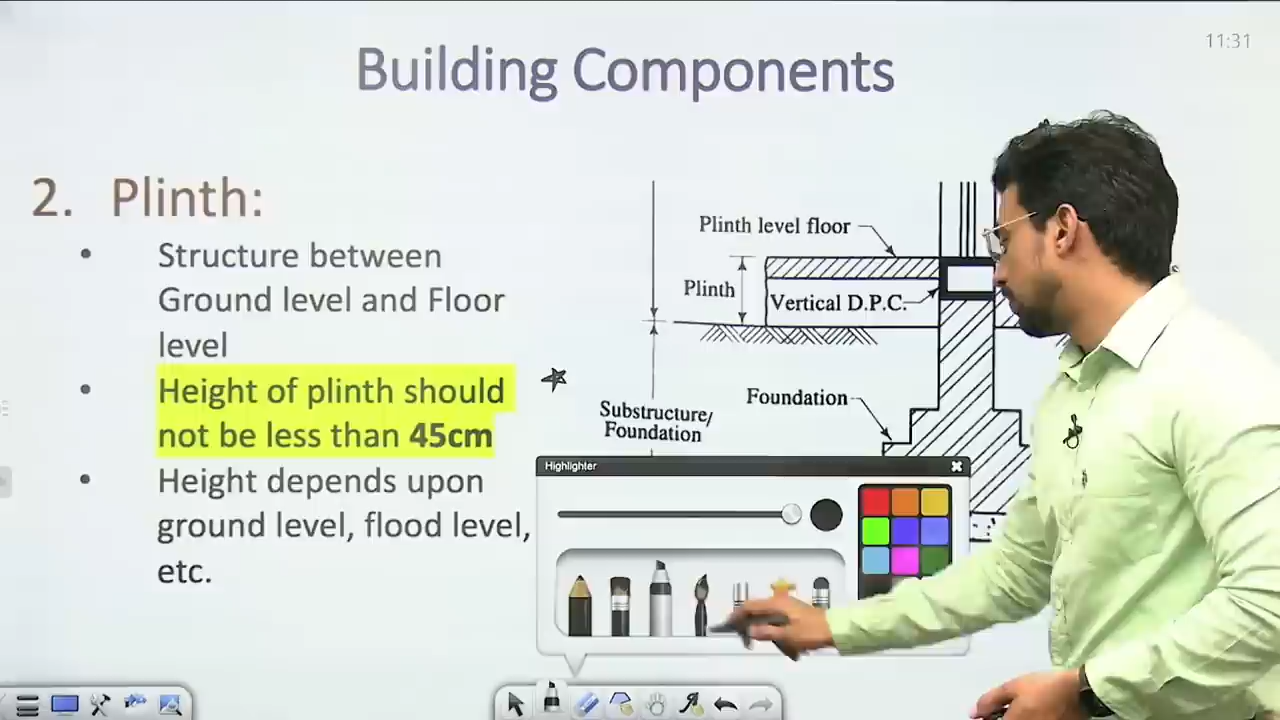 11:31
Building Components
2. Plinth:
• Structure between
Ground level and Floor
level
• Height of plinth should
not be less than 45cm
• Height depends upon
ground level, flood level,
etc.
Plinth level floor
Plinth
Vertical D.P.C.
Foundation
Substructure/
Foundation
Highlighter